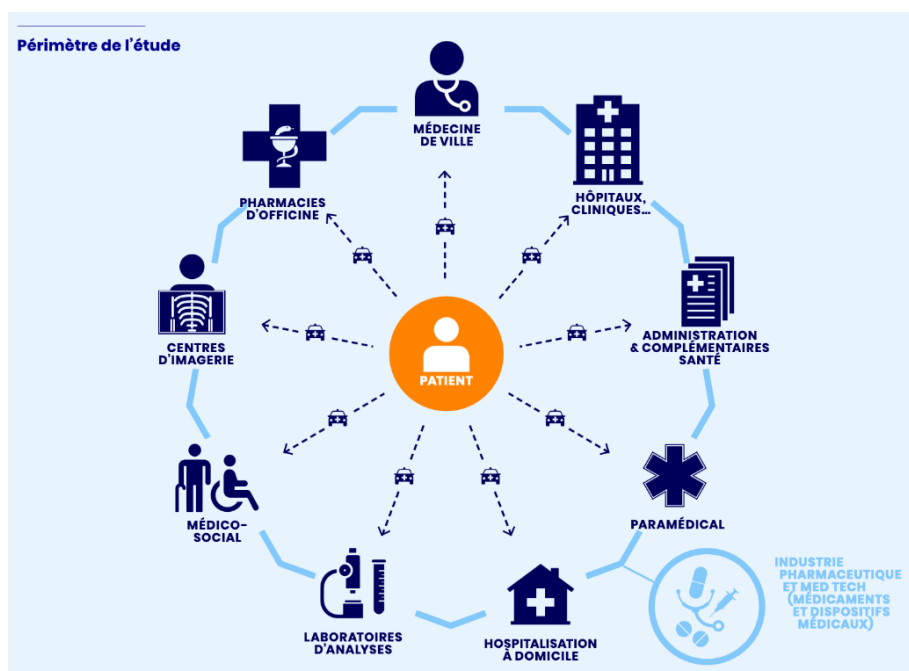 Périmètre de l'étude
MÉDECINE
DE VILLE
PHARMACIES
D'OFFICINE
HÔPITAUX,
CLINIQUES...
CENTRES
D'IMAGERIE
ADMINISTRATION
& COMPLÉMENTAIRES
SANTÉ
PATIENT
MÉDICO-
SOCIAL
PARAMÉDICAL
LABORATOIRES
D'ANALYSES
HOSPITALISATION
À DOMICILE
INDUSTRIE
PHARMACEUTIQUE
ET MED TECH
(MÉDICAMENTS
ET DISPOSITIFS
MÉDICAUX)